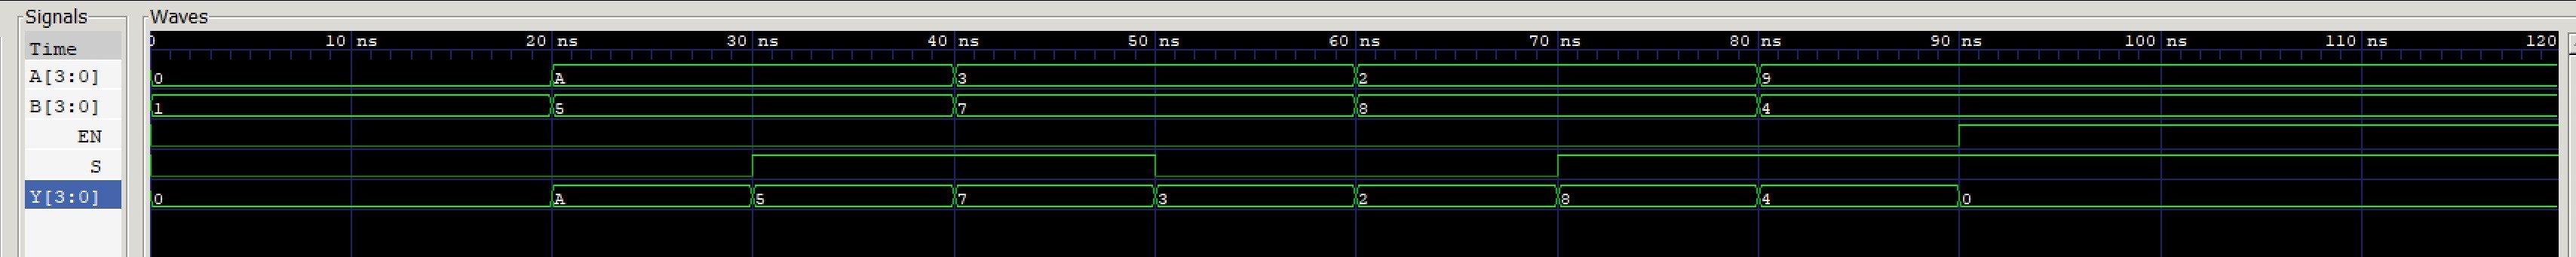 Signals Waves
Time 0 10 ns 20 ns 30 ns 40 ns 50 ns 60 ns 70 ns 80 ns 90 ns 100 ns 110 ns 120
A[3:0] 0 A 3 2 9
B[3:0] 1 5 7 8 4
EN
S
Y[3:0] 0 A 5 7 3 2 8 4 0